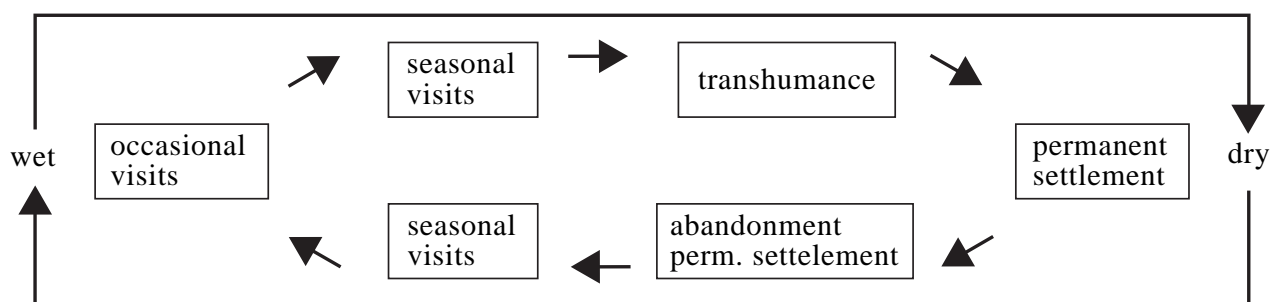 seasonal
visits
transhumance
wet
occasional
visits
permanent
settlement
dry
seasonal
visits
abandonment
perm. settelement